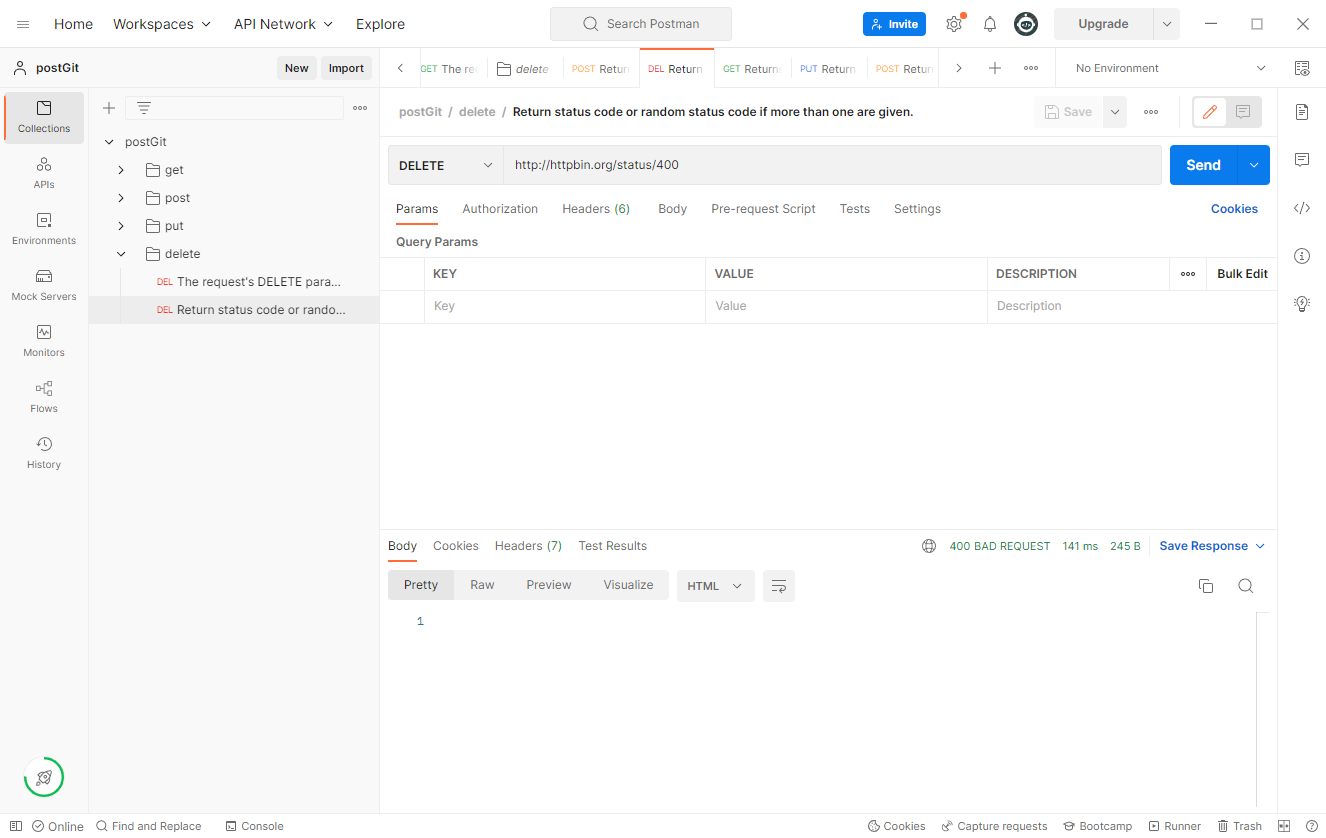 Home Workspaces API Network Explore Search Postman Invite Upgrade
postGit New Import GET The re DEL delete POST Retur DEL Return GET Return PUT Return POST Retur No Environment
postGit / delete / Return status code or random status code if more than one are given. Save
Collections
APIs
Environments
Mock Servers
Monitors
Flows
History
postGit
get
post
put
delete
DEL The request's DELETE para...
DEL Return status code or rando...
DELETE http://httpbin.org/status/400 Send
Params Authorization Headers (6) Body Pre-request Script Tests Settings Cookies
Query Params
KEY VALUE DESCRIPTION Bulk Edit
Key Value Description
Body Cookies Headers (7) Test Results 400 BAD REQUEST 141 ms 245 B Save Response
Pretty Raw Preview Visualize HTML
1
Online Find and Replace Console Cookies Capture requests Bootcamp Runner Trash